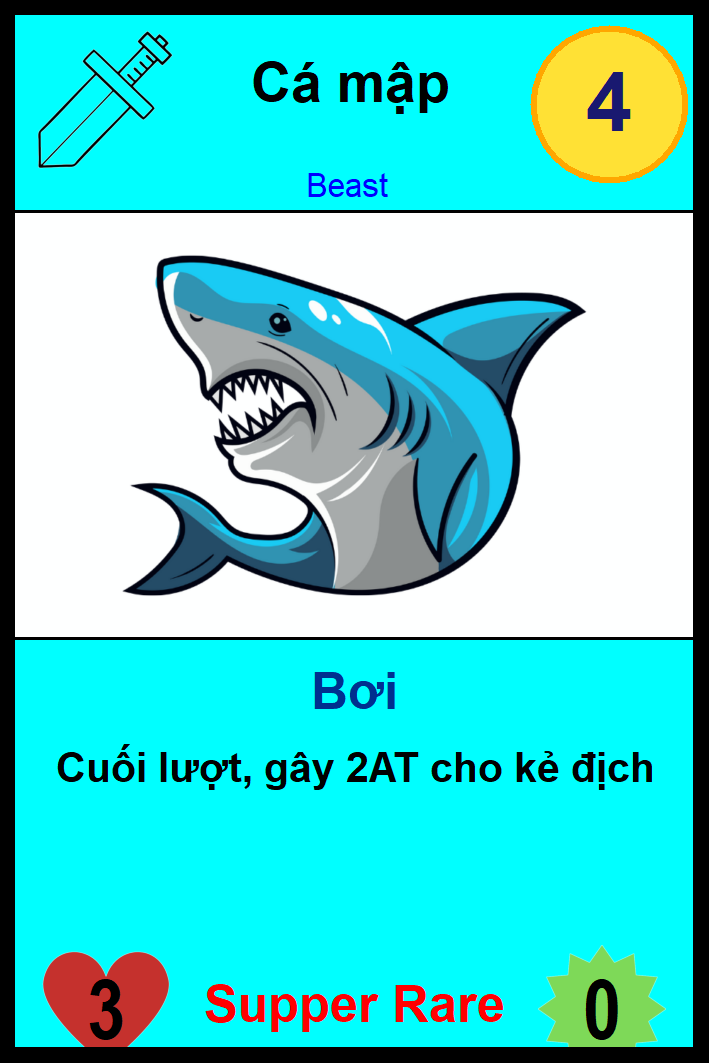 Cá mập
4
Beast
Bơi
Cuối lượt, gây 2AT cho kẻ địch
3
Supper Rare
0